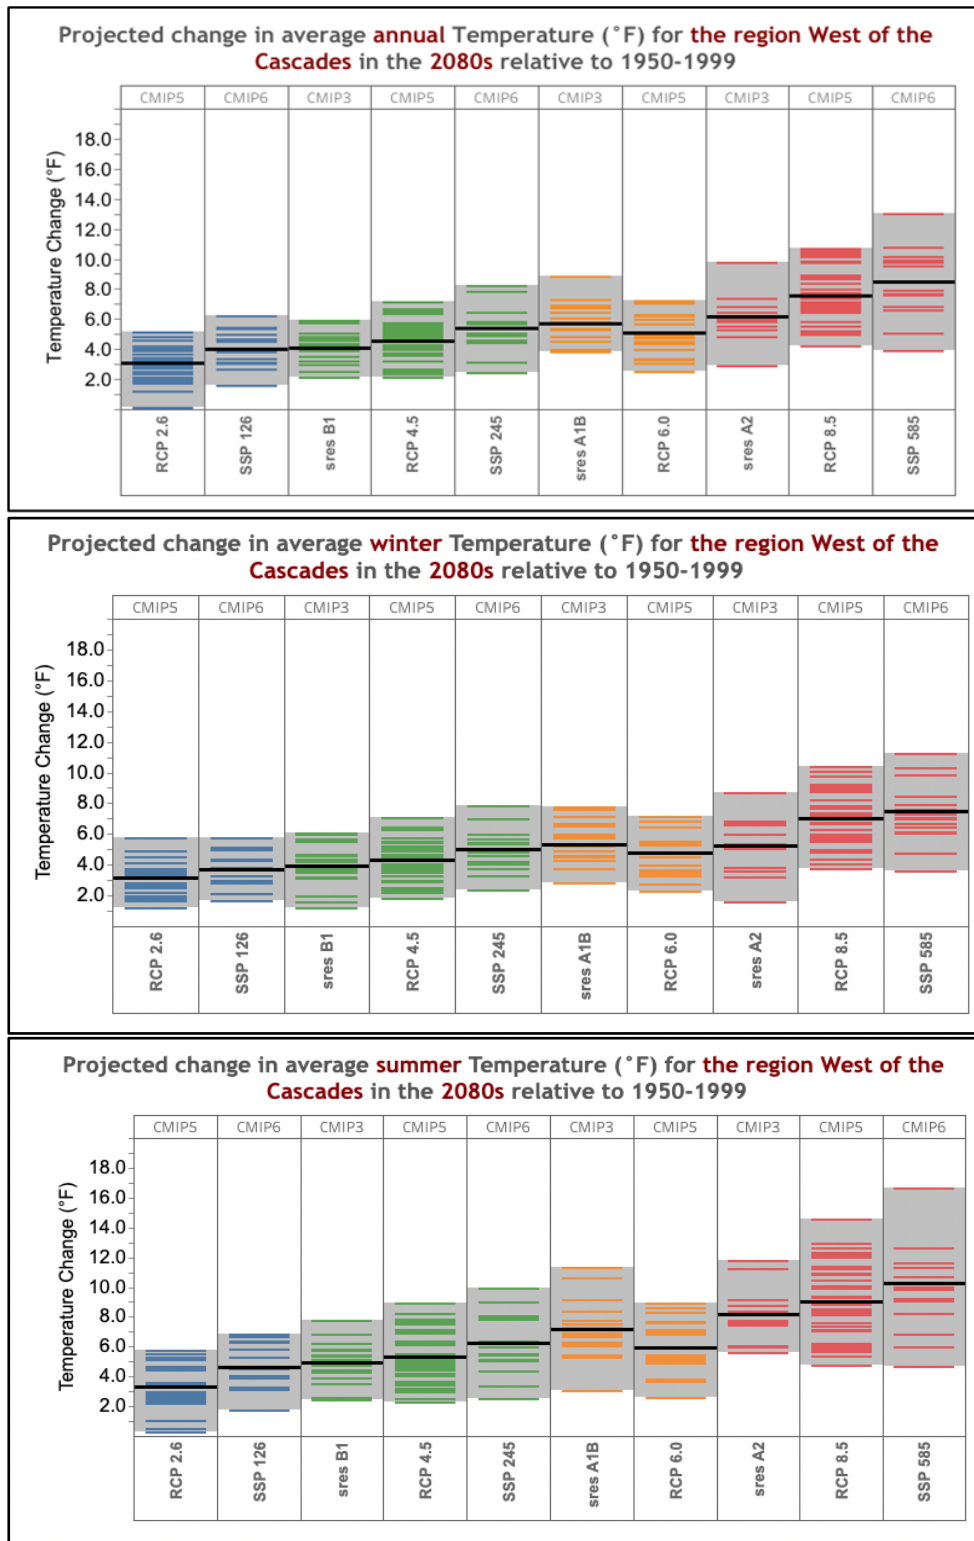 Projected change in average annual Temperature (°F) for the region West of the
Cascades in the 2080s relative to 1950-1999
CMIP5 CMIP6 CMIP3 CMIP5 CMIP6 CMIP3 CMIP5 CMIP3 CMIP5 CMIP6
Temperature Change (°F)
18.0
16.0
14.0
12.0
10.0
8.0
6.0
4.0
2.0
RCP 2.6 SSP 126 sres B1 RCP 4.5 SSP 245 sres A1B RCP 6.0 sres A2 RCP 8.5 SSP 585
Projected change in average winter Temperature (°F) for the region West of the
Cascades in the 2080s relative to 1950-1999
CMIP5 CMIP6 CMIP3 CMIP5 CMIP6 CMIP3 CMIP5 CMIP3 CMIP5 CMIP6
Temperature Change (°F)
18.0
16.0
14.0
12.0
10.0
8.0
6.0
4.0
2.0
RCP 2.6 SSP 126 sres B1 RCP 4.5 SSP 245 sres A1B RCP 6.0 sres A2 RCP 8.5 SSP 585
Projected change in average summer Temperature (°F) for the region West of the
Cascades in the 2080s relative to 1950-1999
CMIP5 CMIP6 CMIP3 CMIP5 CMIP6 CMIP3 CMIP5 CMIP3 CMIP5 CMIP6
Temperature Change (°F)
18.0
16.0
14.0
12.0
10.0
8.0
6.0
4.0
2.0
RCP 2.6 SSP 126 sres B1 RCP 4.5 SSP 245 sres A1B RCP 6.0 sres A2 RCP 8.5 SSP 585